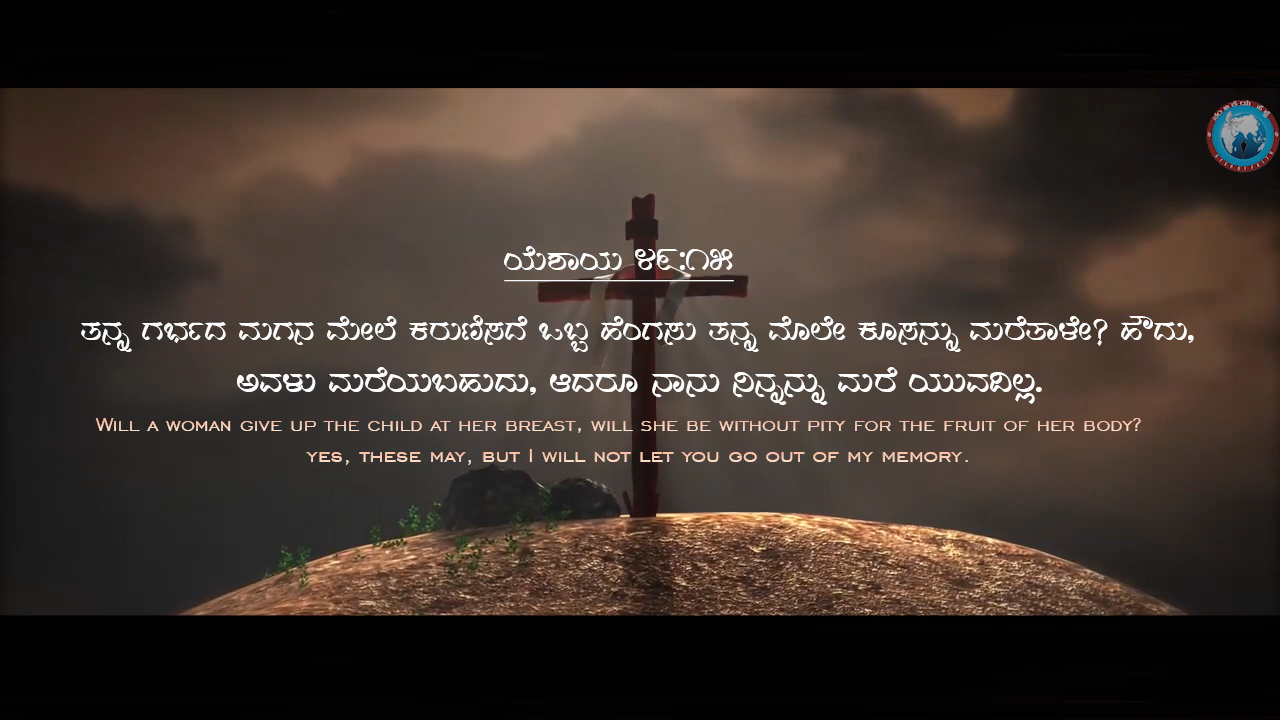 ಯೆಶಾಯ ೪೯:೧೫
ತನ್ನ ಗರ್ಭದ ಮಗನ ಮೇಲೆ ಕರುಣಿಸದೆ ಒಬ್ಬ ಹೆಂಗಸು ತನ್ನ ಮೊಲೇ ಕೂಸನ್ನು ಮರೆತಾಳೇ? ಹೌದು,
ಅವಳು ಮರೆಯಬಹುದು, ಆದರೂ ನಾನು ನಿನ್ನನ್ನು ಮರೆ ಯುವದಿಲ್ಲ.
Will a woman give up the child at her breast, will she be without pity for the fruit of her body?
yes, these may, but I will not let you go out of my memory.